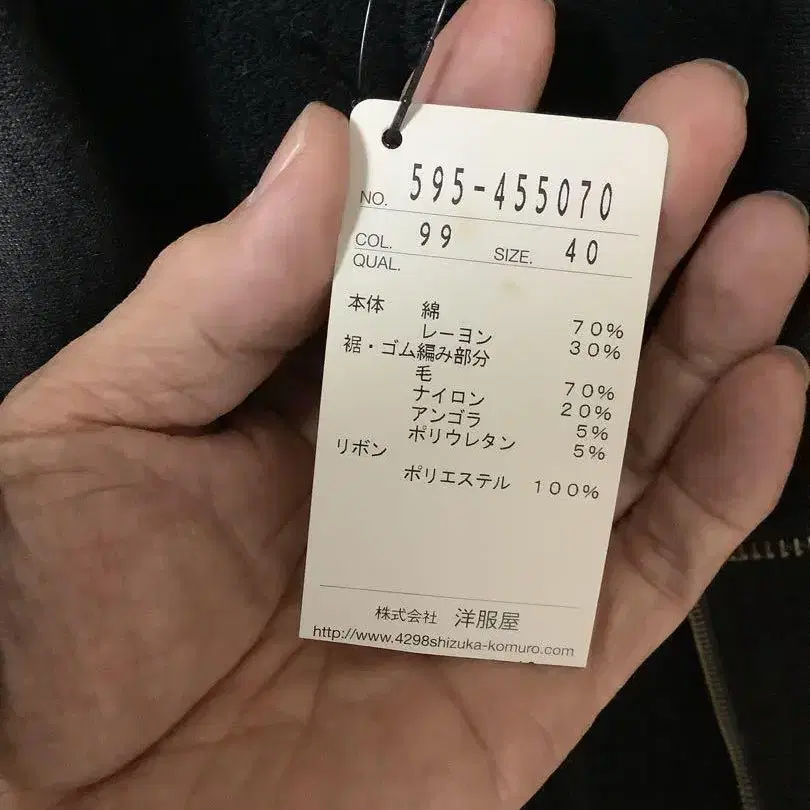 NO. 595-455070
COL. 99 SIZE. 40
QUAL.
本体 綿 70%
レーヨン 30%
裾・ゴム編み部分
毛 70%
ナイロン 20%
アンゴラ 5%
ポリウレタン 5%
リボン
ポリエステル 100%
株式会社 洋服屋
http://www.4298shizuka-komuro.com